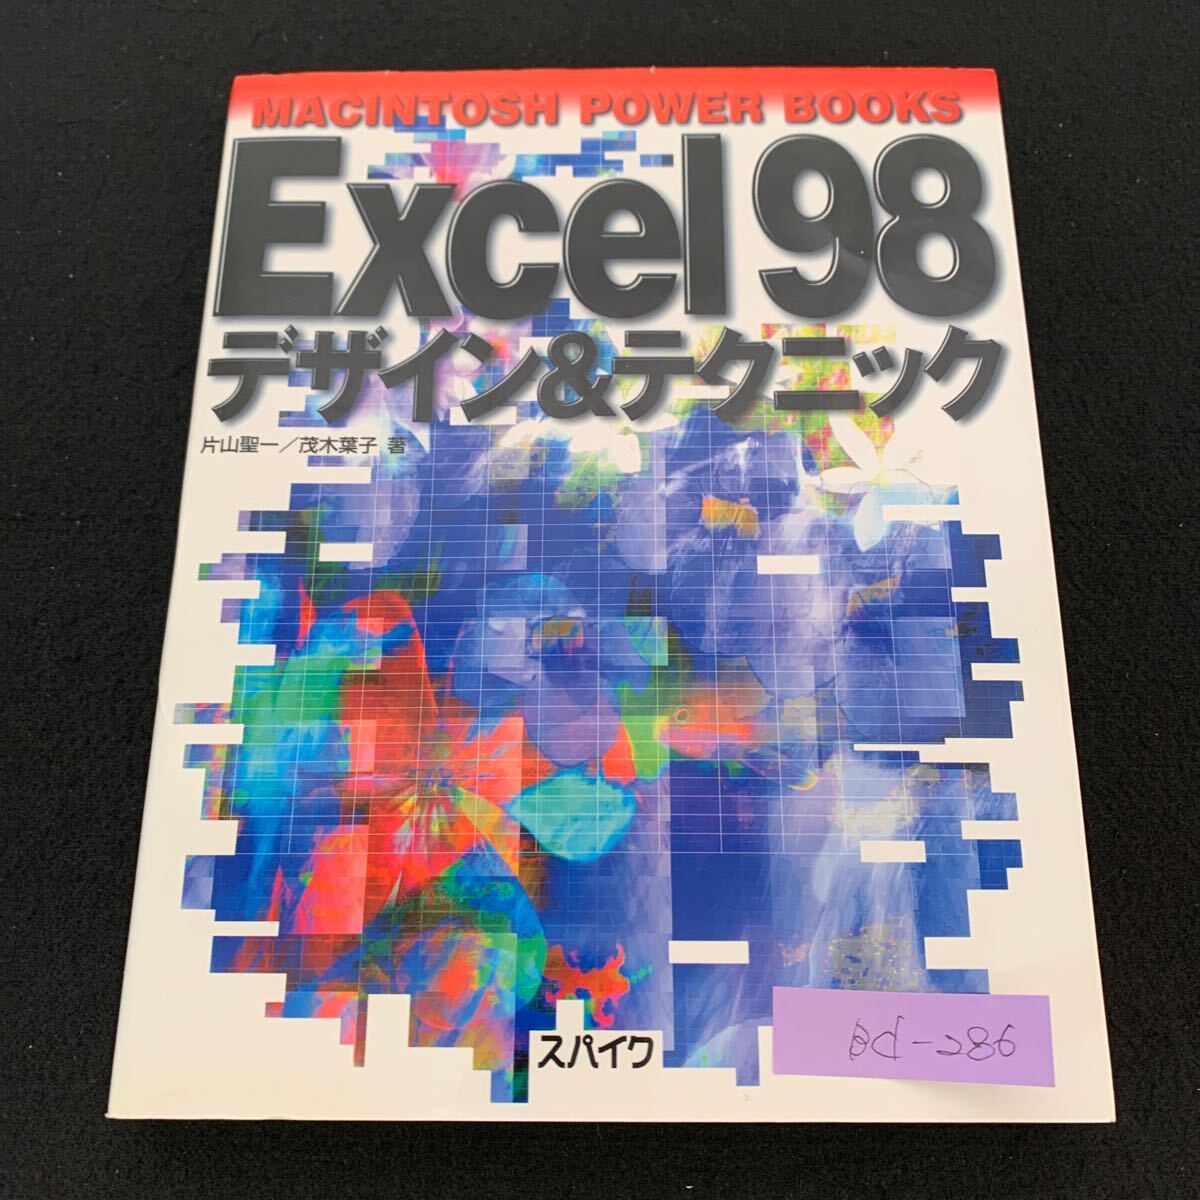 MACINTOSH POWER BOOKS
Excel 98
デザイン&テクニック
片山聖一／茂木葉子 著
スパイク
Bd-286